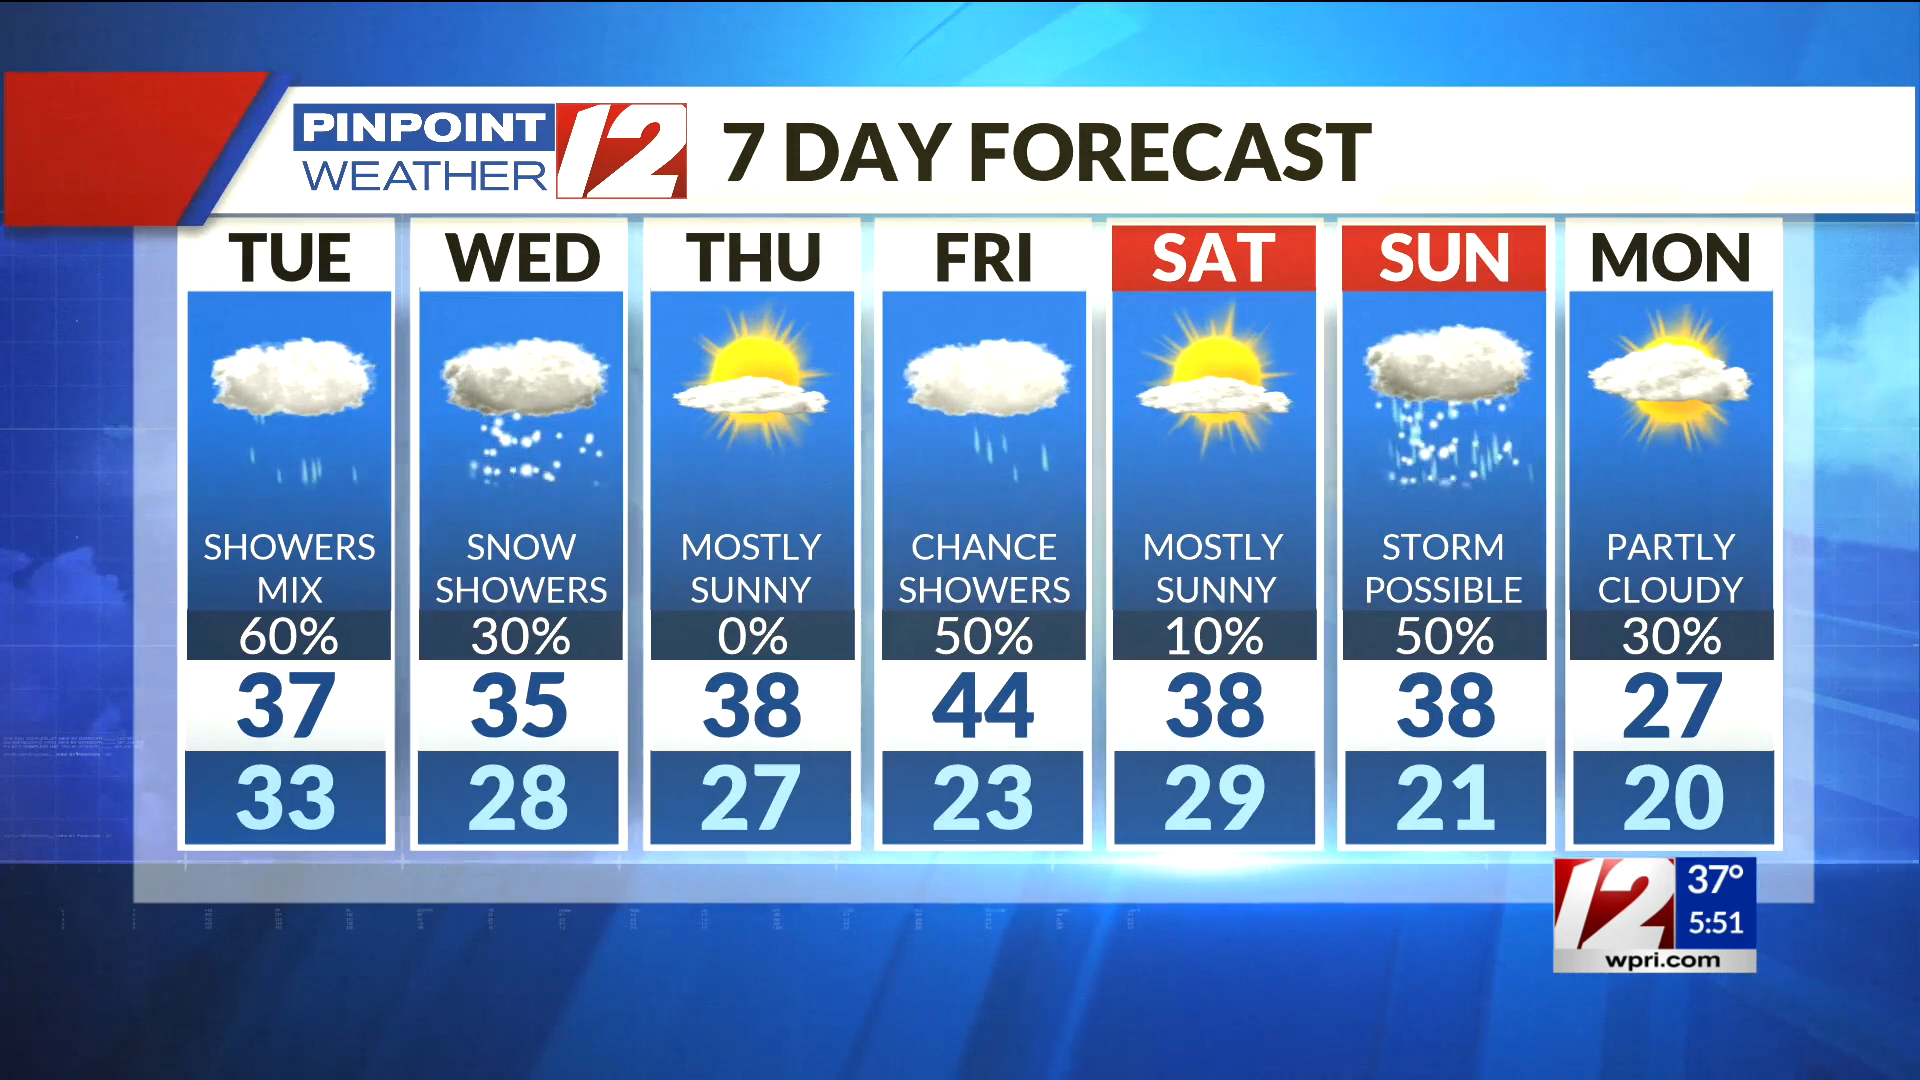 PINPOINT
WEATHER
12
7 DAY FORECAST
TUE WED THU FRI SAT SUN MON
SHOWERS MIX
SNOW SHOWERS
MOSTLY SUNNY
CHANCE SHOWERS
MOSTLY SUNNY
STORM POSSIBLE
PARTLY CLOUDY
60% 30% 0% 50% 10% 50% 30%
37 35 38 44 38 38 27
33 28 27 23 29 21 20
12
37°
5:51
wpri.com